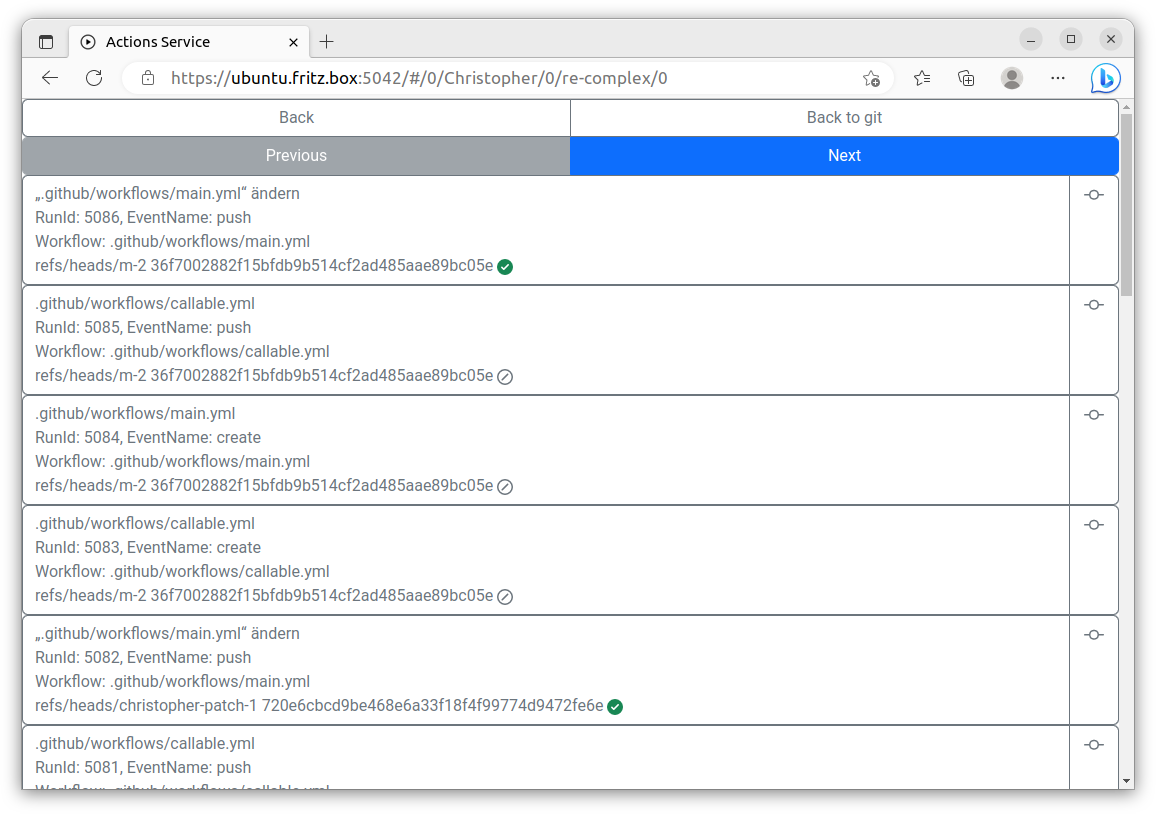 Actions Service
https://ubuntu.fritz.box:5042/#/0/Christopher/0/re-complex/0
Back
Back to git
Previous
Next
„.github/workflows/main.yml“ ändern
RunId: 5086, EventName: push
Workflow: .github/workflows/main.yml
refs/heads/m-2 36f7002882f15bfdb9b514cf2ad485aae89bc05e
.github/workflows/callable.yml
RunId: 5085, EventName: push
Workflow: .github/workflows/callable.yml
refs/heads/m-2 36f7002882f15bfdb9b514cf2ad485aae89bc05e
.github/workflows/main.yml
RunId: 5084, EventName: create
Workflow: .github/workflows/main.yml
refs/heads/m-2 36f7002882f15bfdb9b514cf2ad485aae89bc05e
.github/workflows/callable.yml
RunId: 5083, EventName: create
Workflow: .github/workflows/callable.yml
refs/heads/m-2 36f7002882f15bfdb9b514cf2ad485aae89bc05e
„.github/workflows/main.yml“ ändern
RunId: 5082, EventName: push
Workflow: .github/workflows/main.yml
refs/heads/christopher-patch-1 720e6cbcd9be468e6a33f18f4f99774d9472fe6e
.github/workflows/callable.yml
RunId: 5081, EventName: push
Workflow: .github/workflows/callable.yml